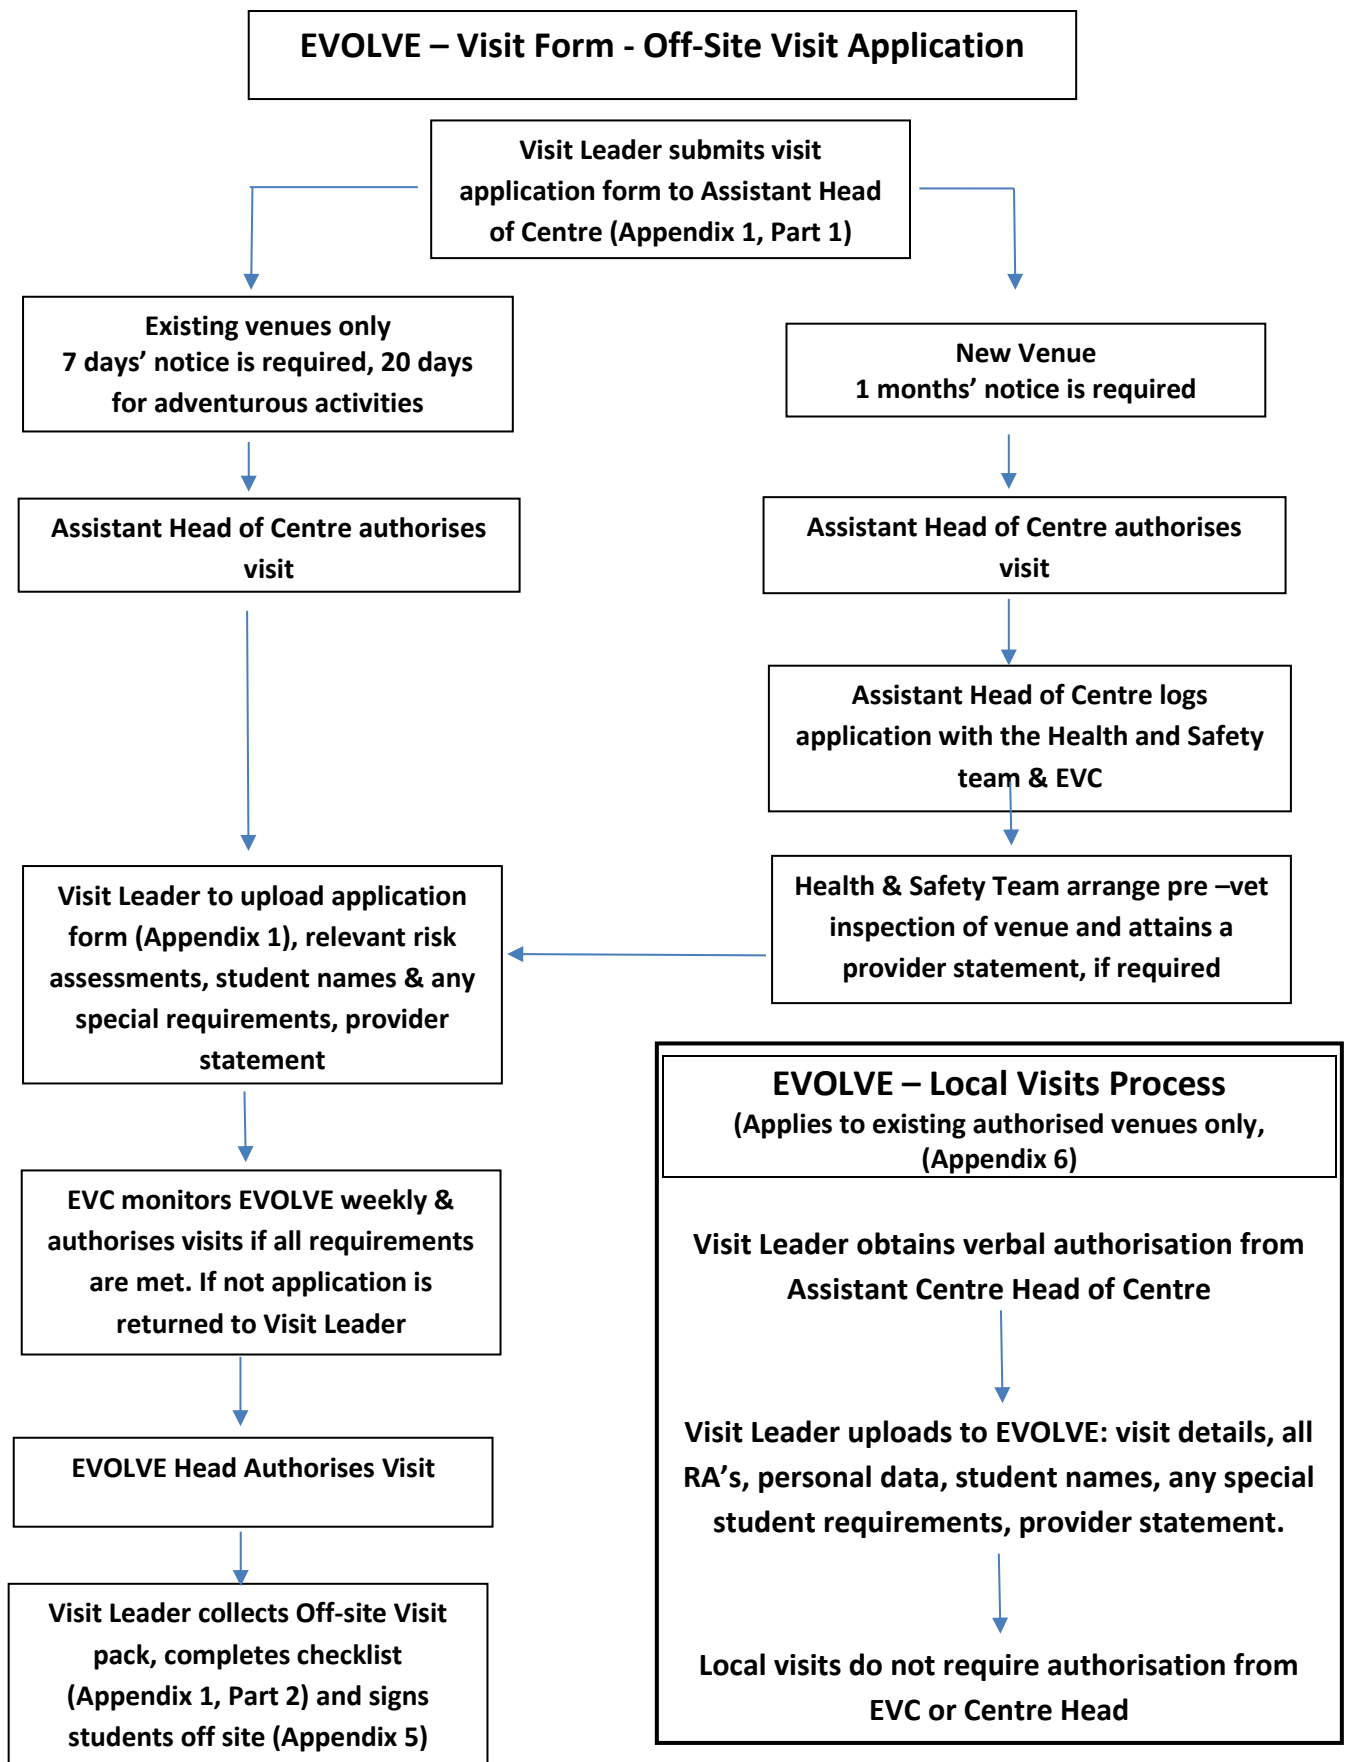 EVOLVE – Visit Form - Off-Site Visit Application
Visit Leader submits visit
application form to Assistant Head
of Centre (Appendix 1, Part 1)
Existing venues only
7 days’ notice is required, 20 days
for adventurous activities
New Venue
1 months’ notice is required
Assistant Head of Centre authorises
visit
Assistant Head of Centre authorises
visit
Assistant Head of Centre logs
application with the Health and Safety
team & EVC
Visit Leader to upload application
form (Appendix 1), relevant risk
assessments, student names & any
special requirements, provider
statement
Health & Safety Team arrange pre –vet
inspection of venue and attains a
provider statement, if required
EVC monitors EVOLVE weekly &
authorises visits if all requirements
are met. If not application is
returned to Visit Leader
EVOLVE Head Authorises Visit
Visit Leader collects Off-site Visit
pack, completes checklist
(Appendix 1, Part 2) and signs
students off site (Appendix 5)
EVOLVE – Local Visits Process
(Applies to existing authorised venues only,
(Appendix 6)
Visit Leader obtains verbal authorisation from
Assistant Centre Head of Centre
Visit Leader uploads to EVOLVE: visit details, all
RA’s, personal data, student names, any special
student requirements, provider statement.
Local visits do not require authorisation from
EVC or Centre Head